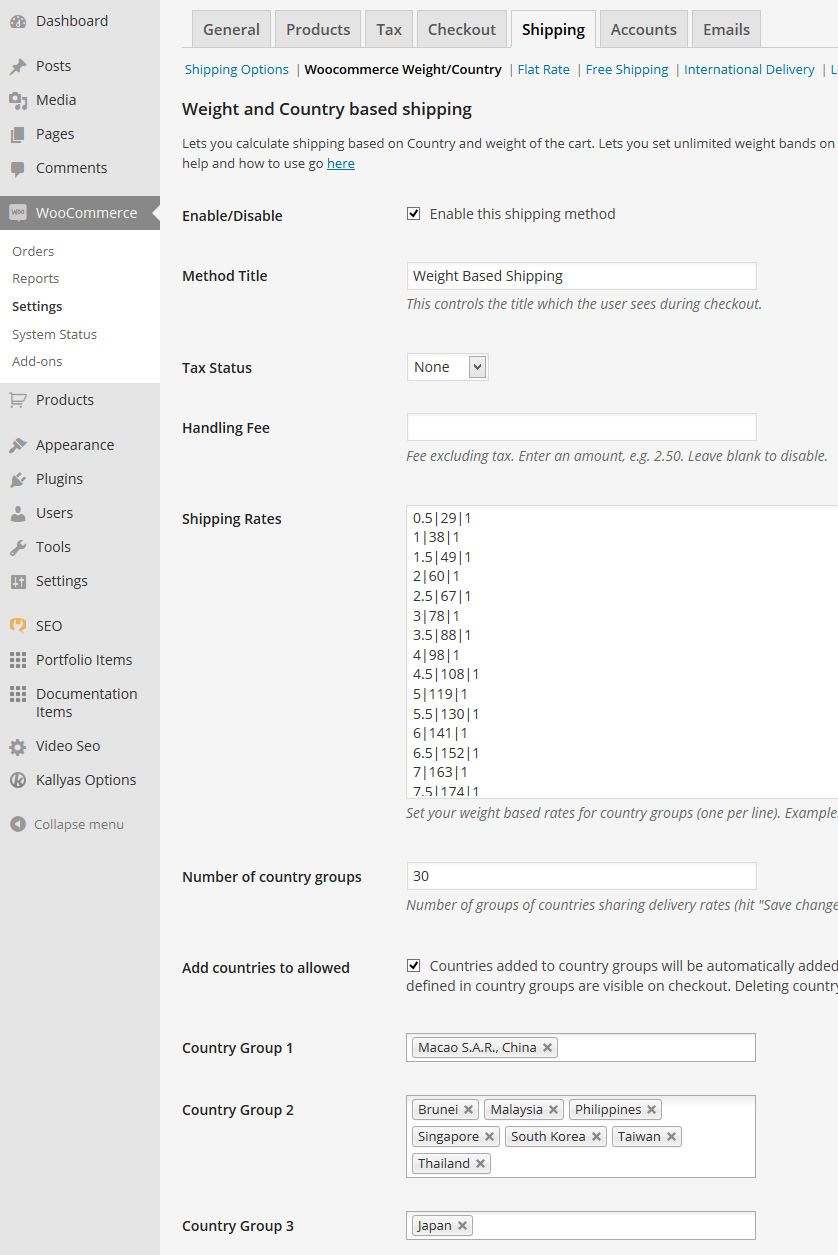 Dashboard
Posts
Media
Pages
Comments
WooCommerce
Orders
Reports
Settings
System Status
Add-ons
Products
Appearance
Plugins
Users
Tools
Settings
SEO
Portfolio Items
Documentation
Items
Video Seo
Kallyas Options
Collapse menu
General Products Tax Checkout Shipping Accounts Emails
Shipping Options | Woocommerce Weight/Country | Flat Rate | Free Shipping | International Delivery | L
Weight and Country based shipping
Lets you calculate shipping based on Country and weight of the cart. Lets you set unlimited weight bands on
help and how to use go here
Enable/Disable Enable this shipping method
Method Title Weight Based Shipping
This controls the title which the user sees during checkout.
Tax Status None
Handling Fee
Fee excluding tax. Enter an amount, e.g. 2.50. Leave blank to disable.
Shipping Rates 0.5|29|1
1|38|1
1.5|49|1
2|60|1
2.5|67|1
3|78|1
3.5|88|1
4|98|1
4.5|108|1
5|119|1
5.5|130|1
6|141|1
6.5|152|1
7|163|1
7.5|174|1
Set your weight based rates for country groups (one per line). Example
Number of country groups 30
Number of groups of countries sharing delivery rates (hit "Save change
Add countries to allowed Countries added to country groups will be automatically added
defined in country groups are visible on checkout. Deleting country
Country Group 1 Macao S.A.R., China
Country Group 2 Brunei Malaysia Philippines
Singapore South Korea Taiwan
Thailand
Country Group 3 Japan